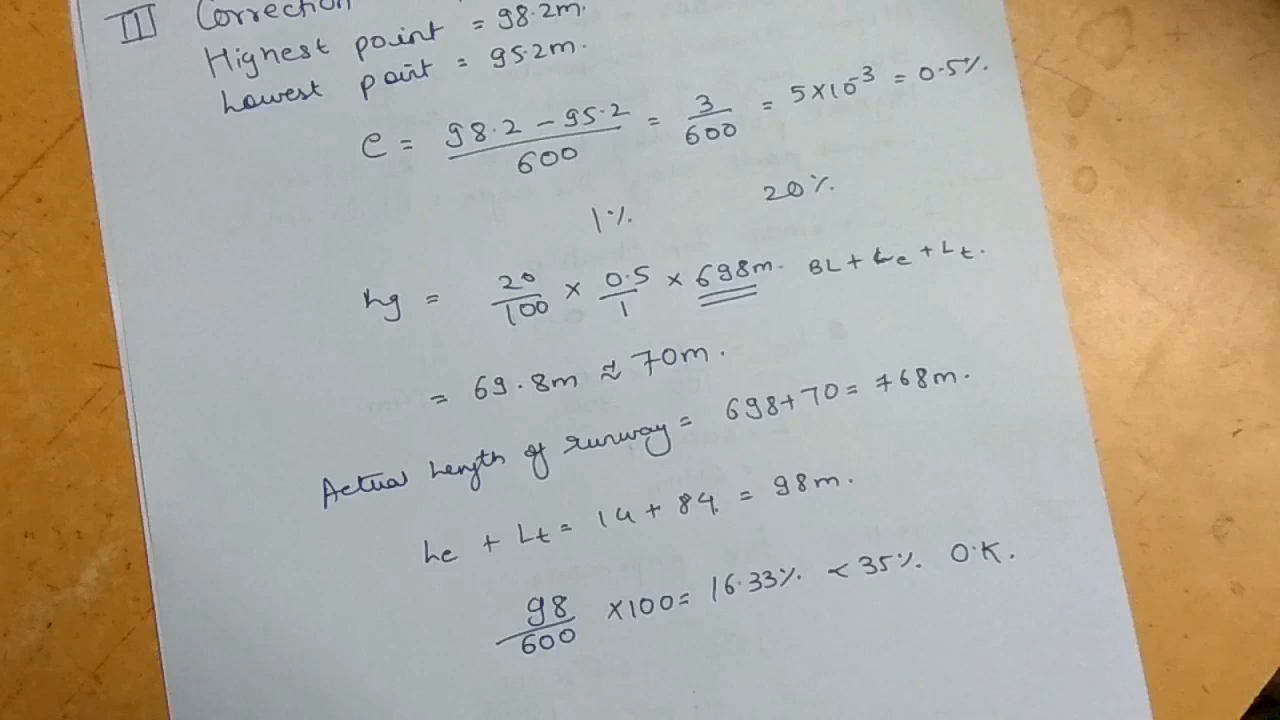 III Correction
Highest point = 98.2m.
Lowest point = 95.2m.
e = 98.2 - 95.2 / 600 = 3/600 = 5×10^-3 = 0.5%.
1% 20%.
Lg = 20/100 × 0.5/1 × 698m. BL + Le + Lt.
= 69.8m ≈ 70m.
Actual Length of runway = 698+70 = 768m.
Le + Lt = 14 + 84 = 98m.
98/600 ×100 = 16.33% < 35% O.K.